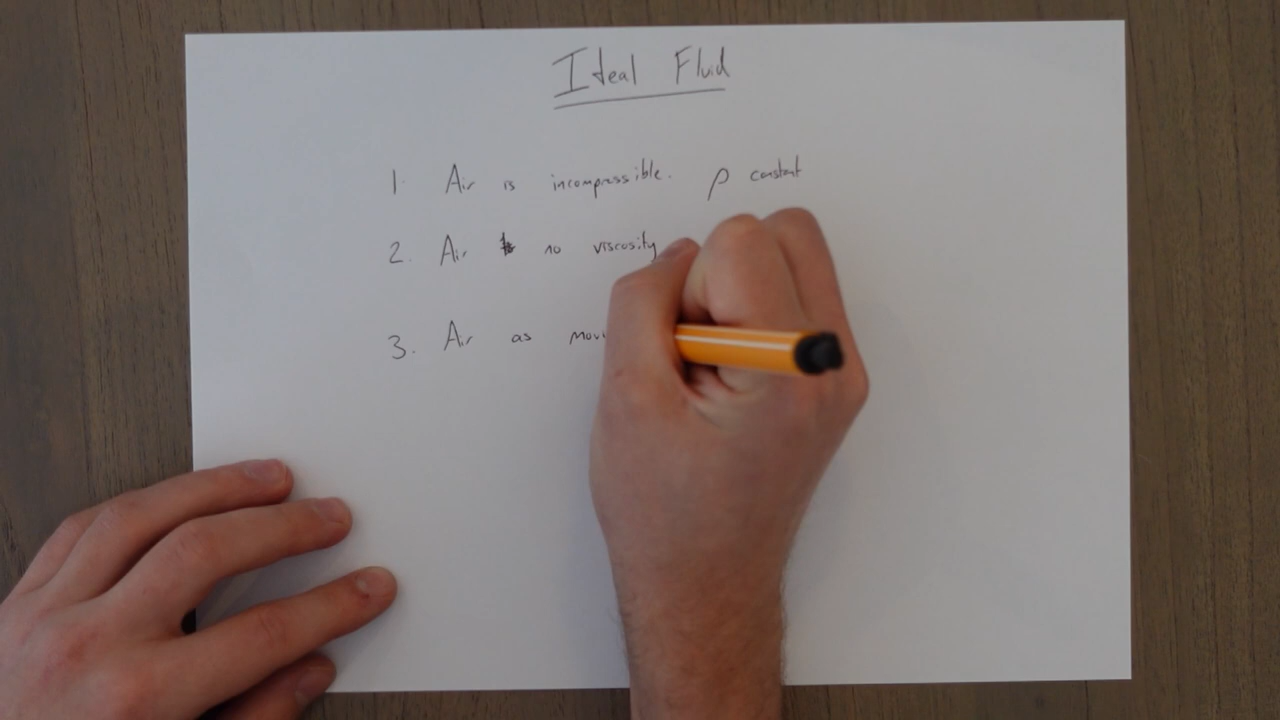 Ideal Fluid
1. Air is incompressible. ρ constant
2. Air no viscosity
3. Air as